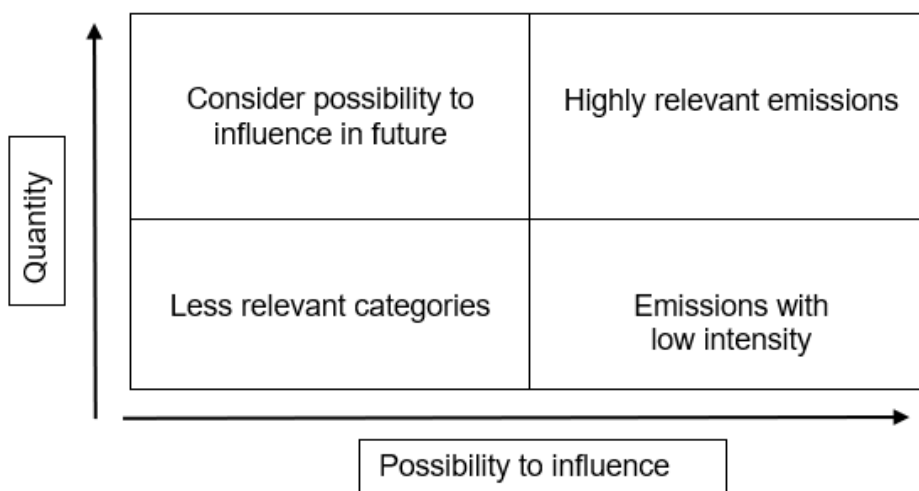 Consider possibility to
influence in future
Highly relevant emissions
Quantity
Less relevant categories
Emissions with
low intensity
Possibility to influence